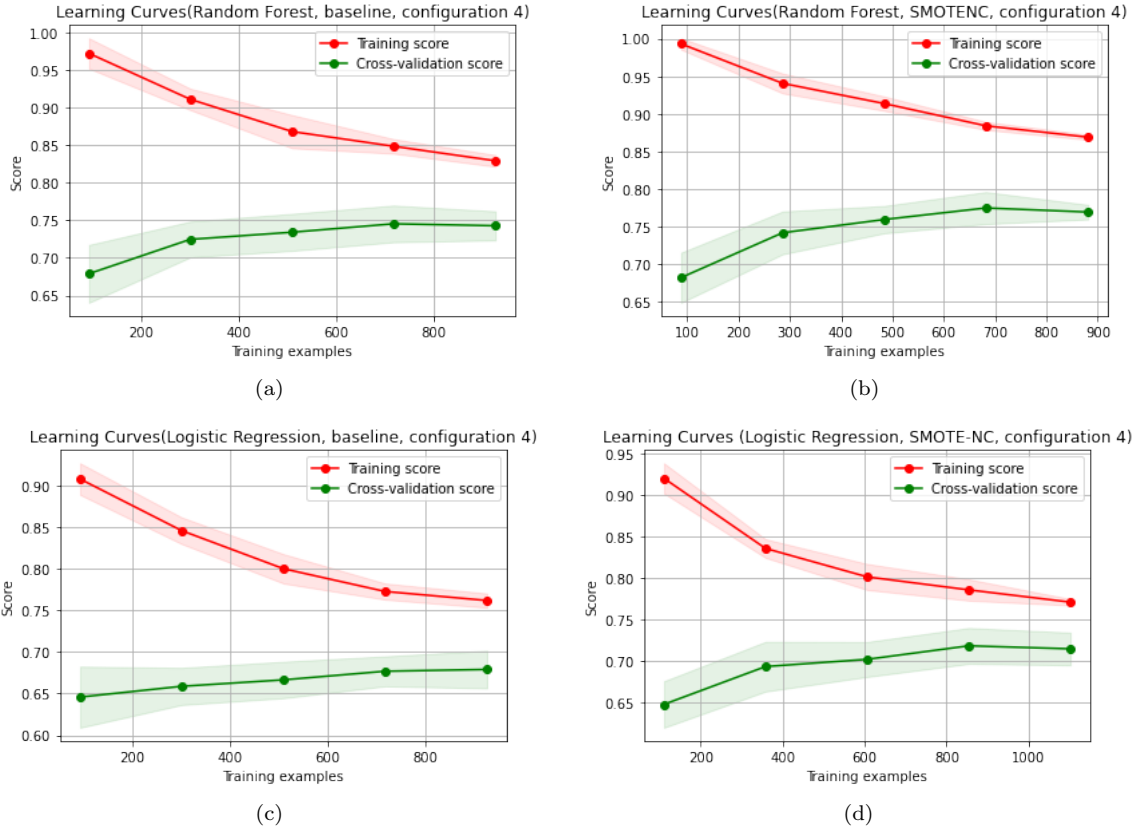 Learning Curves(Random Forest, baseline, configuration 4)
1.00
0.95
0.90
0.85
0.80
0.75
0.70
0.65
Score
Training score
Cross-validation score
200
400
600
800
Training examples
(a)
Learning Curves(Random Forest, SMOTENC, configuration 4)
1.00
0.95
0.90
0.85
0.80
0.75
0.70
0.65
Score
Training score
Cross-validation score
100
200
300
400
500
600
700
800
900
Training examples
(b)
Learning Curves(Logistic Regression, baseline, configuration 4)
0.90
0.85
0.80
0.75
0.70
0.65
0.60
Score
Training score
Cross-validation score
200
400
600
800
Training examples
(c)
Learning Curves (Logistic Regression, SMOTE-NC, configuration 4)
0.95
0.90
0.85
0.80
0.75
0.70
0.65
Score
Training score
Cross-validation score
200
400
600
800
1000
Training examples
(d)